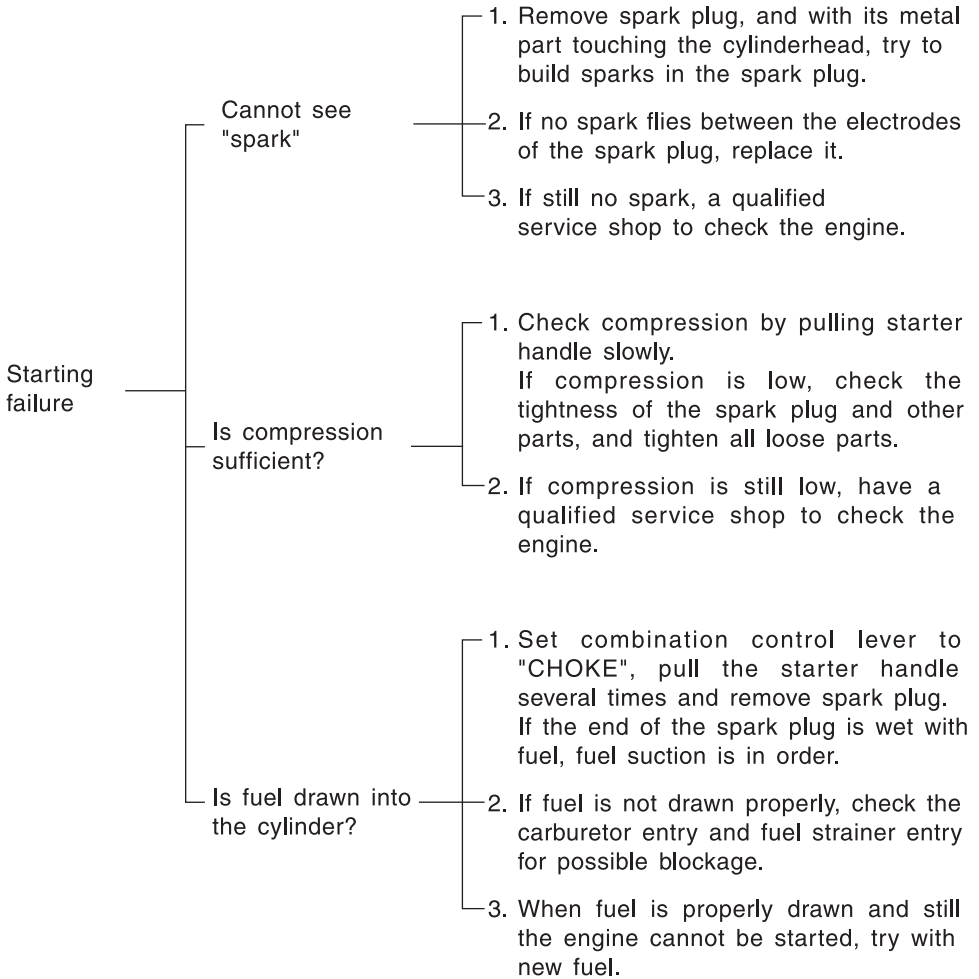 Starting
failure
Cannot see
"spark"
1. Remove spark plug, and with its metal
part touching the cylinderhead, try to
build sparks in the spark plug.
2. If no spark flies between the electrodes
of the spark plug, replace it.
3. If still no spark, a qualified
service shop to check the engine.
Is compression
sufficient?
1. Check compression by pulling starter
handle slowly.
If compression is low, check the
tightness of the spark plug and other
parts, and tighten all loose parts.
2. If compression is still low, have a
qualified service shop to check the
engine.
Is fuel drawn into
the cylinder?
1. Set combination control lever to
"CHOKE", pull the starter handle
several times and remove spark plug.
If the end of the spark plug is wet with
fuel, fuel suction is in order.
2. If fuel is not drawn properly, check the
carburetor entry and fuel strainer entry
for possible blockage.
3. When fuel is properly drawn and still
the engine cannot be started, try with
new fuel.